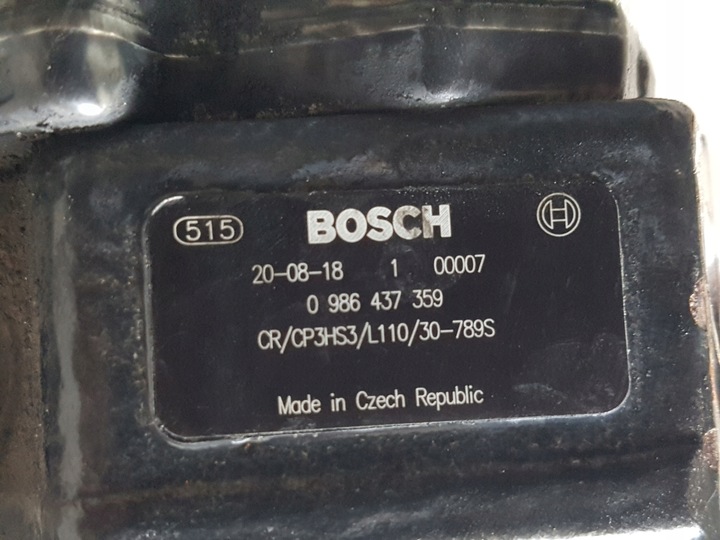 515 BOSCH
20-08-18 1 00007
0 986 437 359
CR/CP3HS3/L110/30-789S
Made in Czech Republic